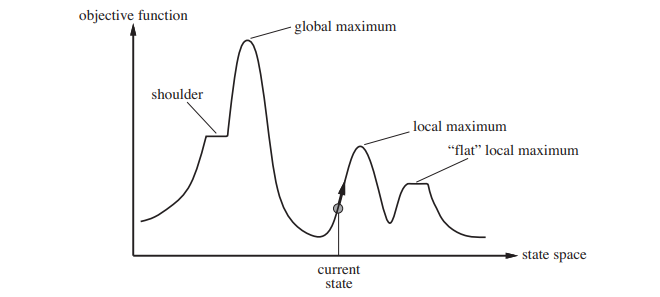 objective function
global maximum
shoulder
local maximum
“flat” local maximum
state space
current
state